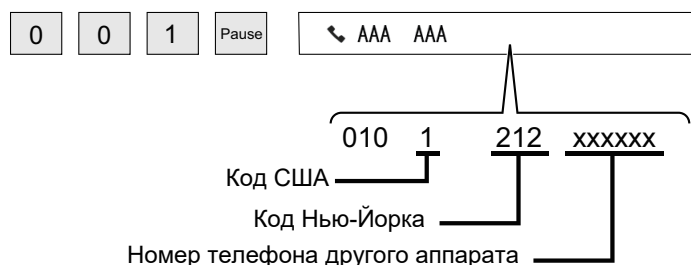 0 0 1 Pause AAA AAA
010 1 212 xxxxxx
Код США
Код Нью-Йорка
Номер телефона другого аппарата